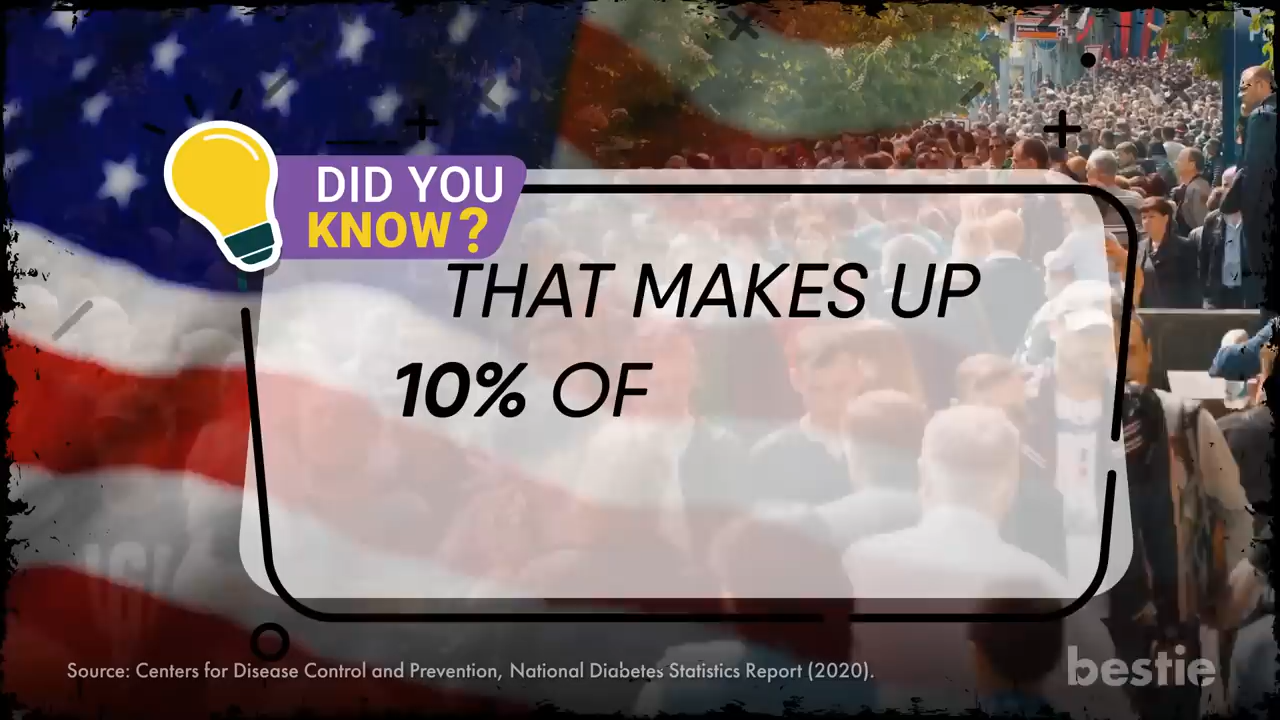 DID YOU
KNOW?
THAT MAKES UP
10% OF
Source: Centers for Disease Control and Prevention, National Diabetes Statistics Report (2020).
bestie